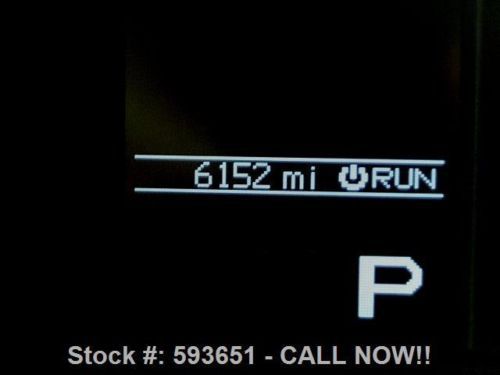 6152 mi RUN
P
Stock #: 593651 - CALL NOW!!